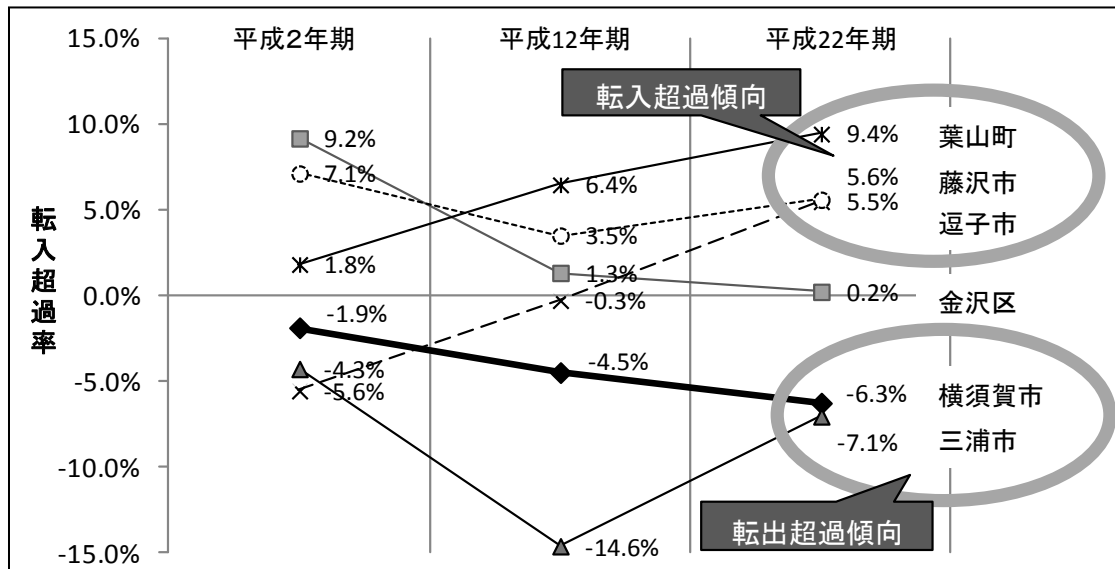 平成2年期 平成12年期 平成22年期
転入超過率
15.0%
10.0%
5.0%
0.0%
-5.0%
-10.0%
-15.0%
転入超過傾向
9.2%
7.1%
1.8%
-1.9%
-4.3%
-5.6%
6.4%
3.5%
1.3%
-0.3%
-4.5%
-14.6%
9.4% 葉山町
5.6% 藤沢市
5.5% 逗子市
0.2% 金沢区
-6.3% 横須賀市
-7.1% 三浦市
転出超過傾向